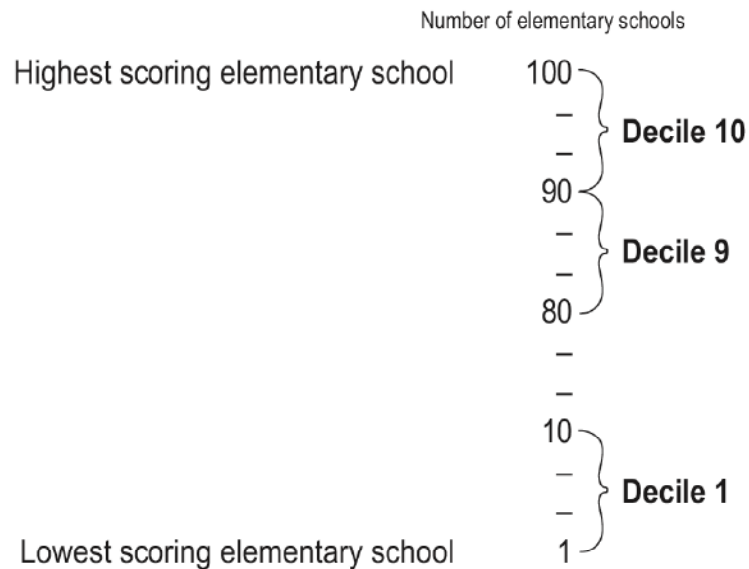 Number of elementary schools
Highest scoring elementary school 100
–
Decile 10
–
90
–
Decile 9
–
80
–
–
10
–
Decile 1
–
Lowest scoring elementary school 1